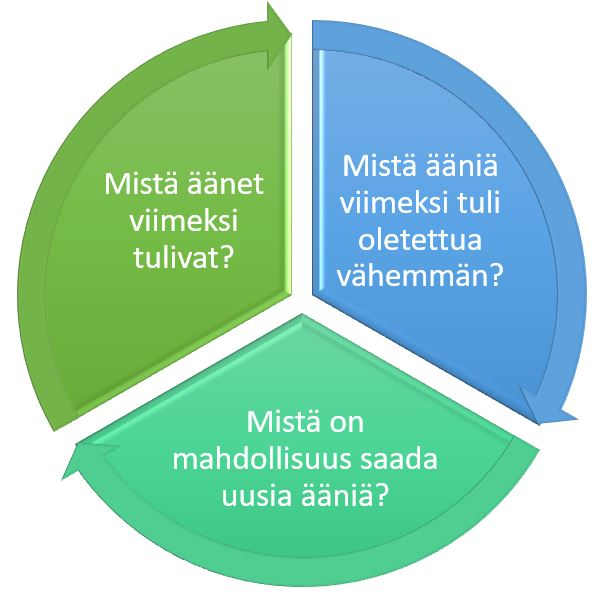 Mistä äänet
viimeksi
tulivat?
Mistä ääniä
viimeksi tuli
oletettua
vähemmän?
Mistä on
mahdollisuus saada
uusia ääniä?